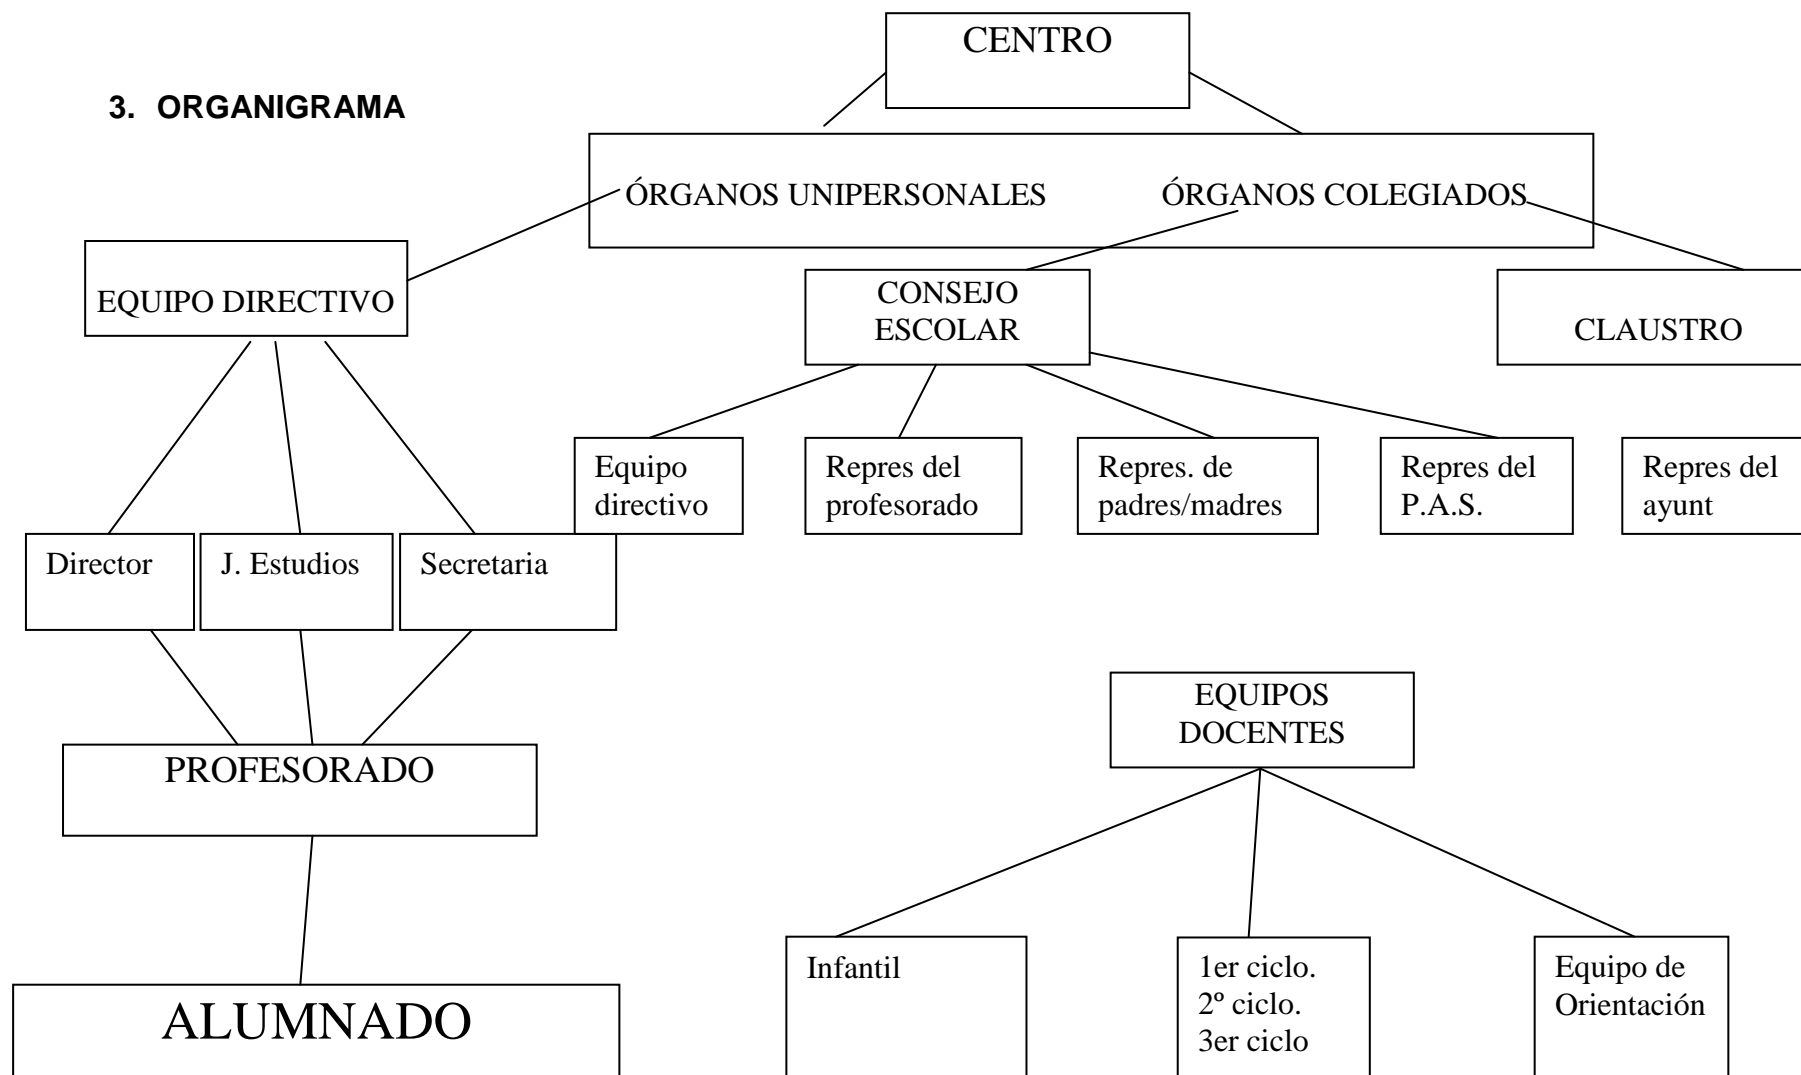 CENTRO
3. ORGANIGRAMA
ÓRGANOS UNIPERSONALES
ÓRGANOS COLEGIADOS
EQUIPO DIRECTIVO
CONSEJO
ESCOLAR
CLAUSTRO
Equipo
directivo
Repres del
profesorado
Repres. de
padres/madres
Repres del
P.A.S.
Repres del
ayunt
Director
J. Estudios
Secretaria
EQUIPOS
DOCENTES
PROFESORADO
Infantil
1er ciclo.
2º ciclo.
3er ciclo
Equipo de
Orientación
ALUMNADO